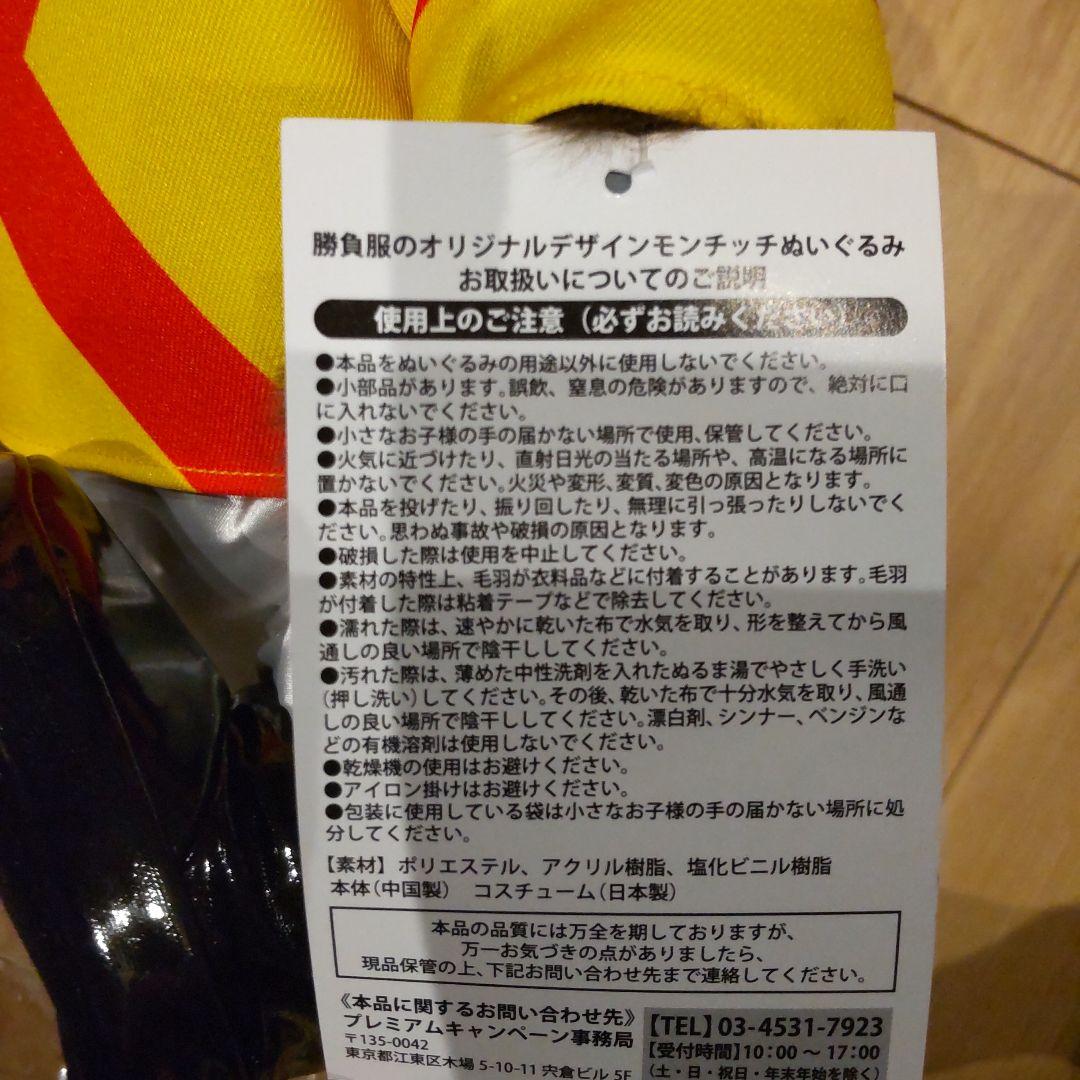 勝負服のオリジナルデザインモンチッチぬいぐるみ
お取扱いについてのご説明
使用上のご注意（必ずお読みください）
●本品をぬいぐるみの用途以外に使用しないでください。
●小部品があります。誤飲、窒息の危険がありますので、絶対に口
に入れないでください。
●小さなお子様の手の届かない場所で使用、保管してください。
●火気に近づけたり、直射日光の当たる場所や、高温になる場所に
置かないでください。火災や変形、変質、変色の原因となります。
●本品を投げたり、振り回したり、無理に引っ張ったりしないでく
ださい。思わぬ事故や破損の原因となります。
●破損した際は使用を中止してください。
●素材の特性上、毛羽が衣料品などに付着することがあります。毛羽
が付着した際は粘着テープなどで除去してください。
●濡れた際は、速やかに乾いた布で水気を取り、形を整えてから風
通しの良い場所で陰干ししてください。
●汚れた際は、薄めた中性洗剤を入れたぬるま湯でやさしく手洗い
（押し洗い）してください。その後、乾いた布で十分水気を取り、風通
しの良い場所で陰干ししてください。漂白剤、シンナー、ベンジンな
どの有機溶剤は使用しないでください。
●乾燥機の使用はお避けください。
●アイロン掛けはお避けください。
●包装に使用している袋は小さなお子様の手の届かない場所に処
分してください。
【素材】ポリエステル、アクリル樹脂、塩化ビニル樹脂
本体（中国製）　コスチューム（日本製）
本品の品質には万全を期しておりますが、
万一お気づきの点がありましたら、
現品保管の上、下記お問い合わせ先まで連絡してください。
《本品に関するお問い合わせ先》
プレミアムキャンペーン事務局
〒135-0042
東京都江東区木場5-10-11 宍倉ビル5F
【TEL】03-4531-7923
【受付時間】10：00～17：00
（土・日・祝日・年末年始を除く）